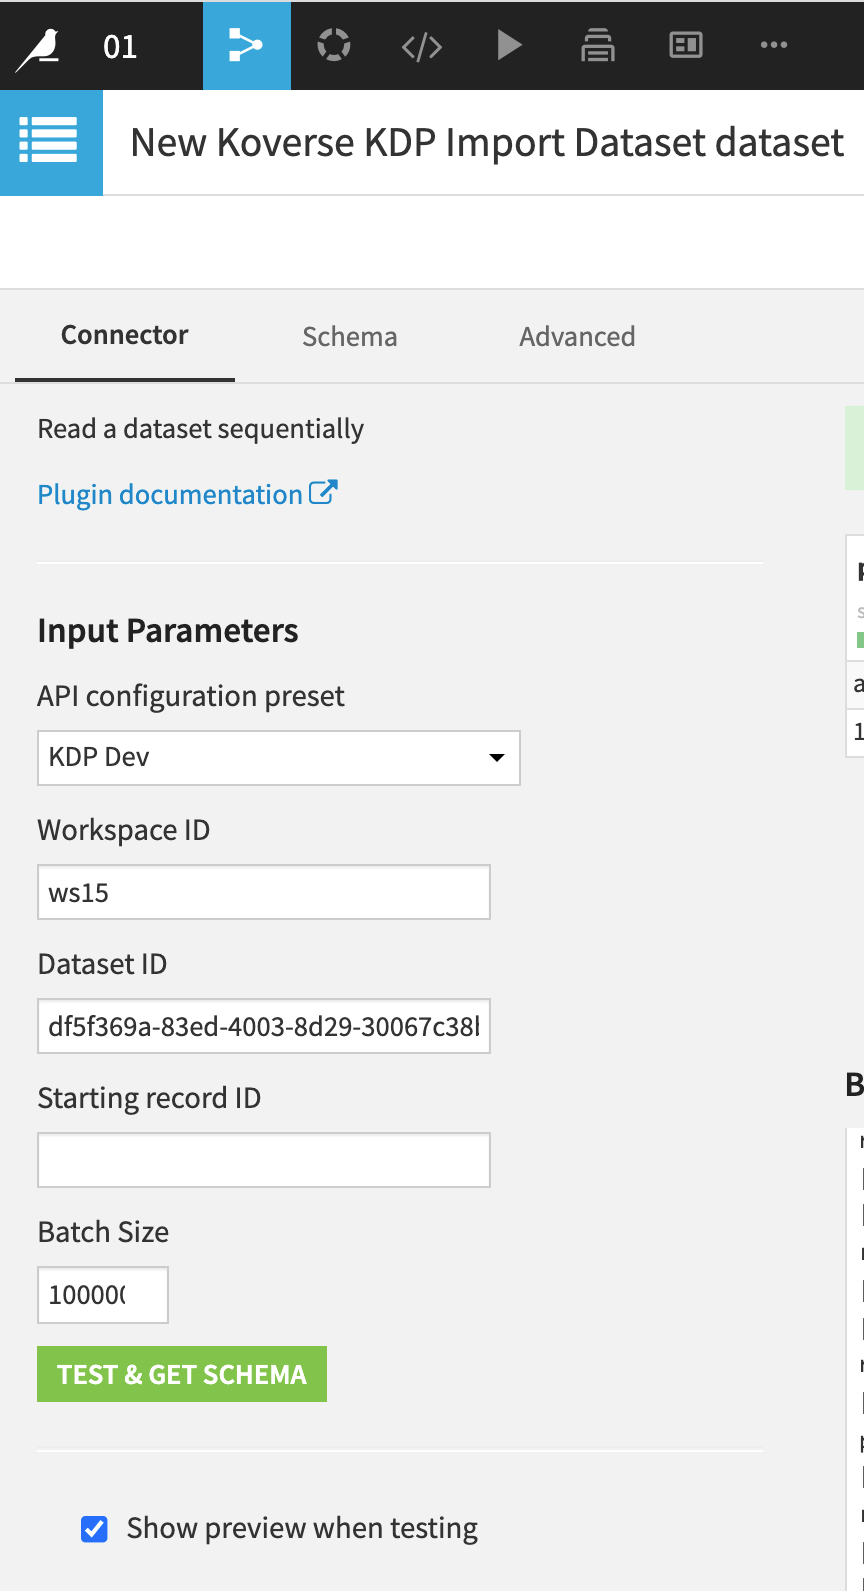 01
New Koverse KDP Import Dataset dataset
Connector Schema Advanced
Read a dataset sequentially
Plugin documentation
Input Parameters
API configuration preset
KDP Dev
Workspace ID
ws15
Dataset ID
df5f369a-83ed-4003-8d29-30067c38
Starting record ID
Batch Size
10000
TEST & GET SCHEMA
Show preview when testing